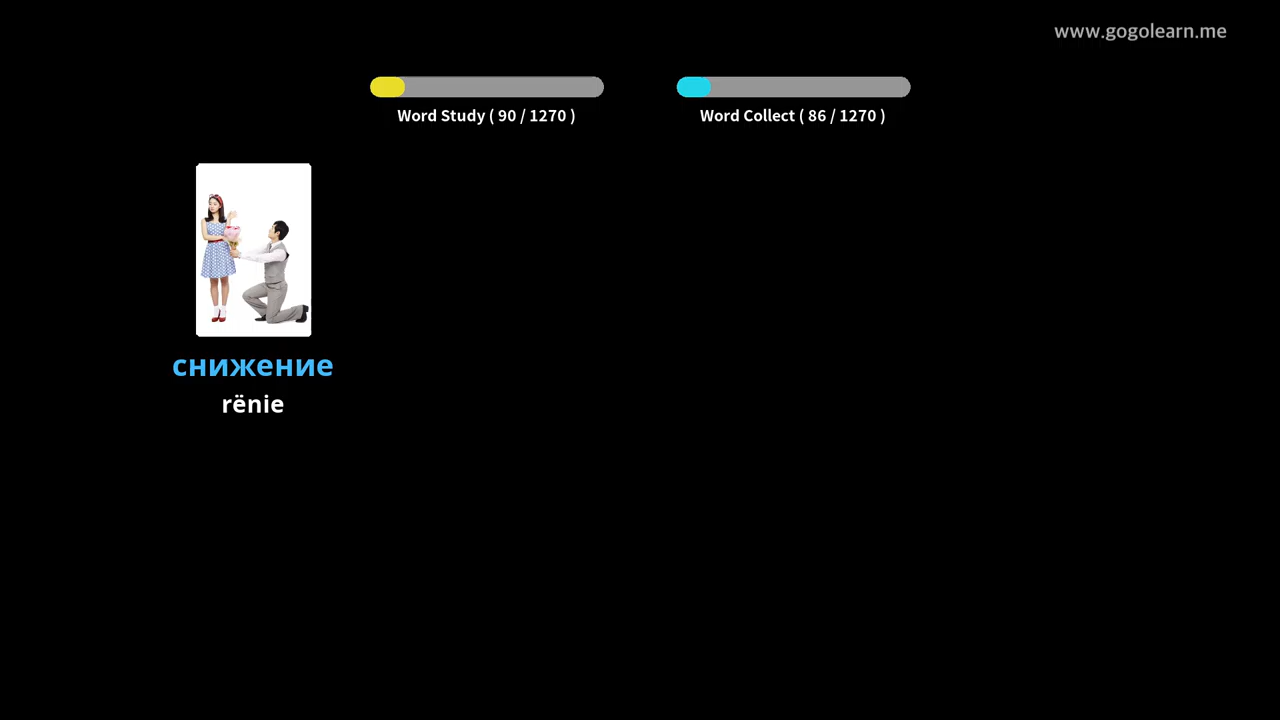 www.gogolearn.me
Word Study ( 90 / 1270 )
Word Collect ( 86 / 1270 )
снижение
rënie